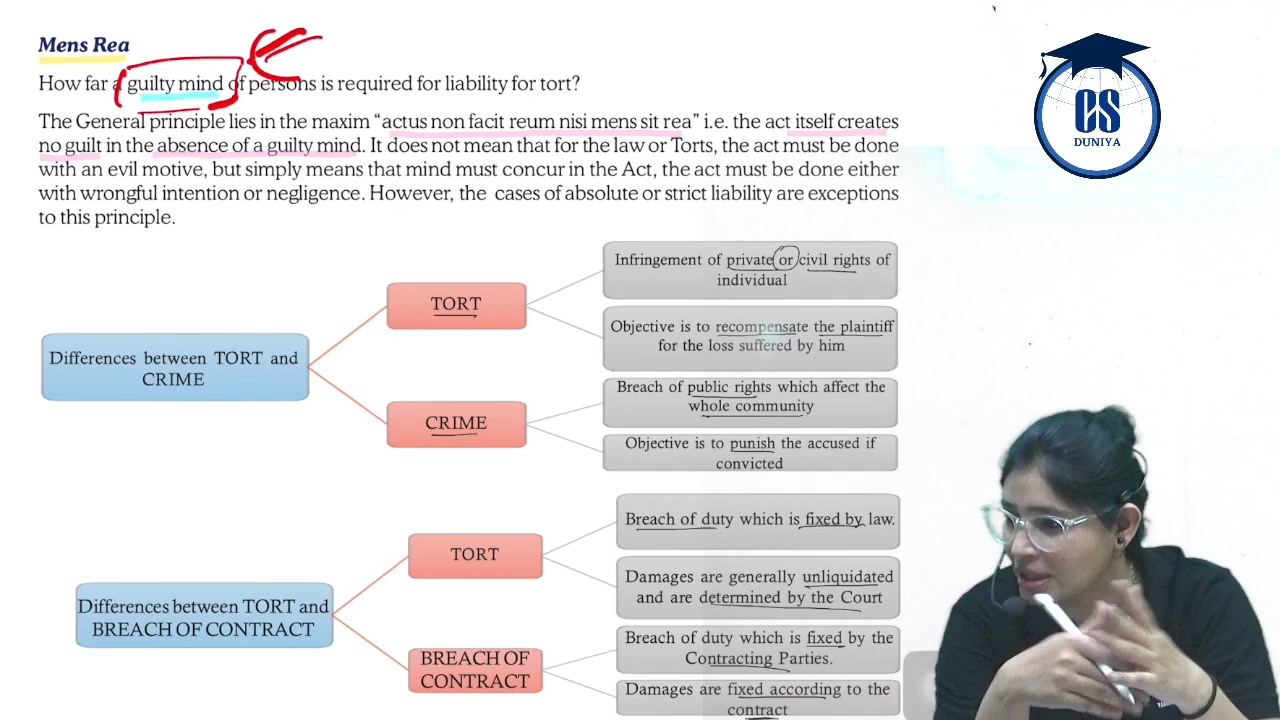 Mens Rea
How far a guilty mind of persons is required for liability for tort?
The General principle lies in the maxim "actus non facit reum nisi mens sit rea" i.e. the act itself creates
no guilt in the absence of a guilty mind. It does not mean that for the law or Torts, the act must be done
with an evil motive, but simply means that mind must concur in the Act, the act must be done either
with wrongful intention or negligence. However, the cases of absolute or strict liability are exceptions
to this principle.
CS
DUNIYA
Differences between TORT and
CRIME
TORT
Infringement of private or civil rights of
individual
Objective is to recompensate the plaintiff
for the loss suffered by him
CRIME
Breach of public rights which affect the
whole community
Objective is to punish the accused if
convicted
Differences between TORT and
BREACH OF CONTRACT
TORT
Breach of duty which is fixed by law.
Damages are generally unliquidated
and are determined by the Court
BREACH OF
CONTRACT
Breach of duty which is fixed by the
Contracting Parties.
Damages are fixed according to the
contract